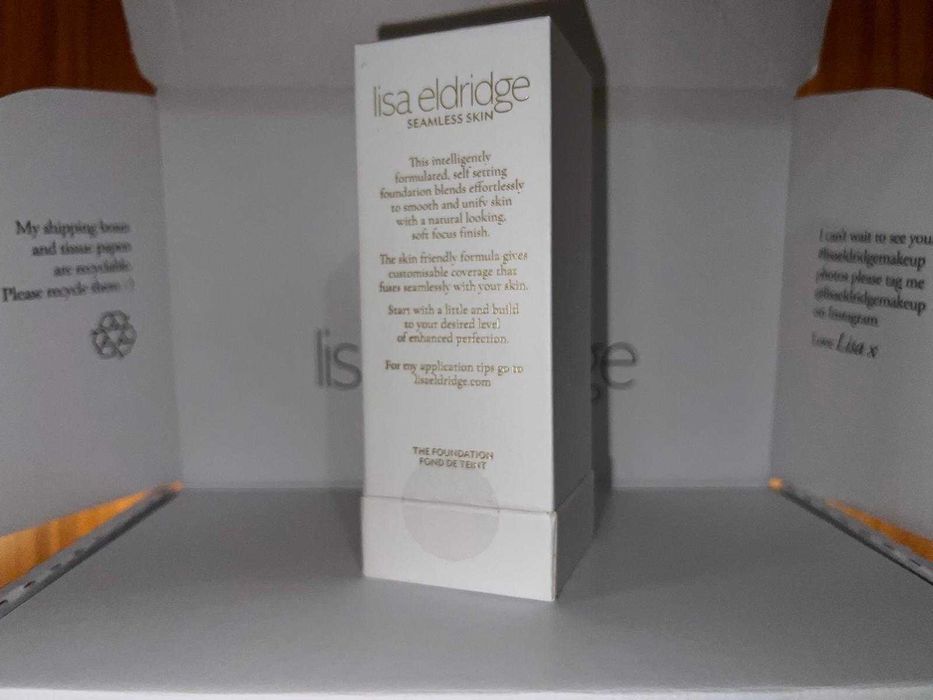 lisa eldridge
SEAMLESS SKIN
This intelligently
formulated, self setting
foundation blends effortlessly
to smooth and unify skin
with a natural looking,
soft focus finish.
The skin friendly formula gives
customisable coverage that
fuses seamlessly with your skin.
Start with a little and build
to your desired level
of enhanced perfection.
For my application tips go to
lisaeldridge.com
THE FOUNDATION
FOND DE TEINT
My shipping boxes
and tissue paper
are recyclable.
Please recycle them :)
lis
ge
I can't wait to see you
#lisaeldridgemakeup
photos please tag me
@lisaeldridgemakeup
on Instagram
Love Lisa x